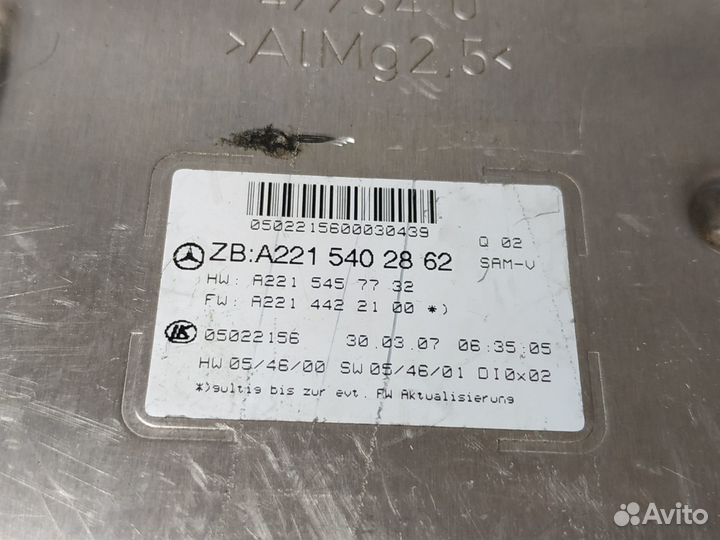 >AlMg2,5<
0502215600030439
ZB:A221 540 28 62
Q 02
SAM-V
HW: A221 545 77 32
FW: A221 442 21 00 *)
LK 05022156 30.03.07 06:35:05
HW 05/46/00 SW 05/46/01 DI0x02
*)gultig bis zur evt. FW Aktualisierung
Avito